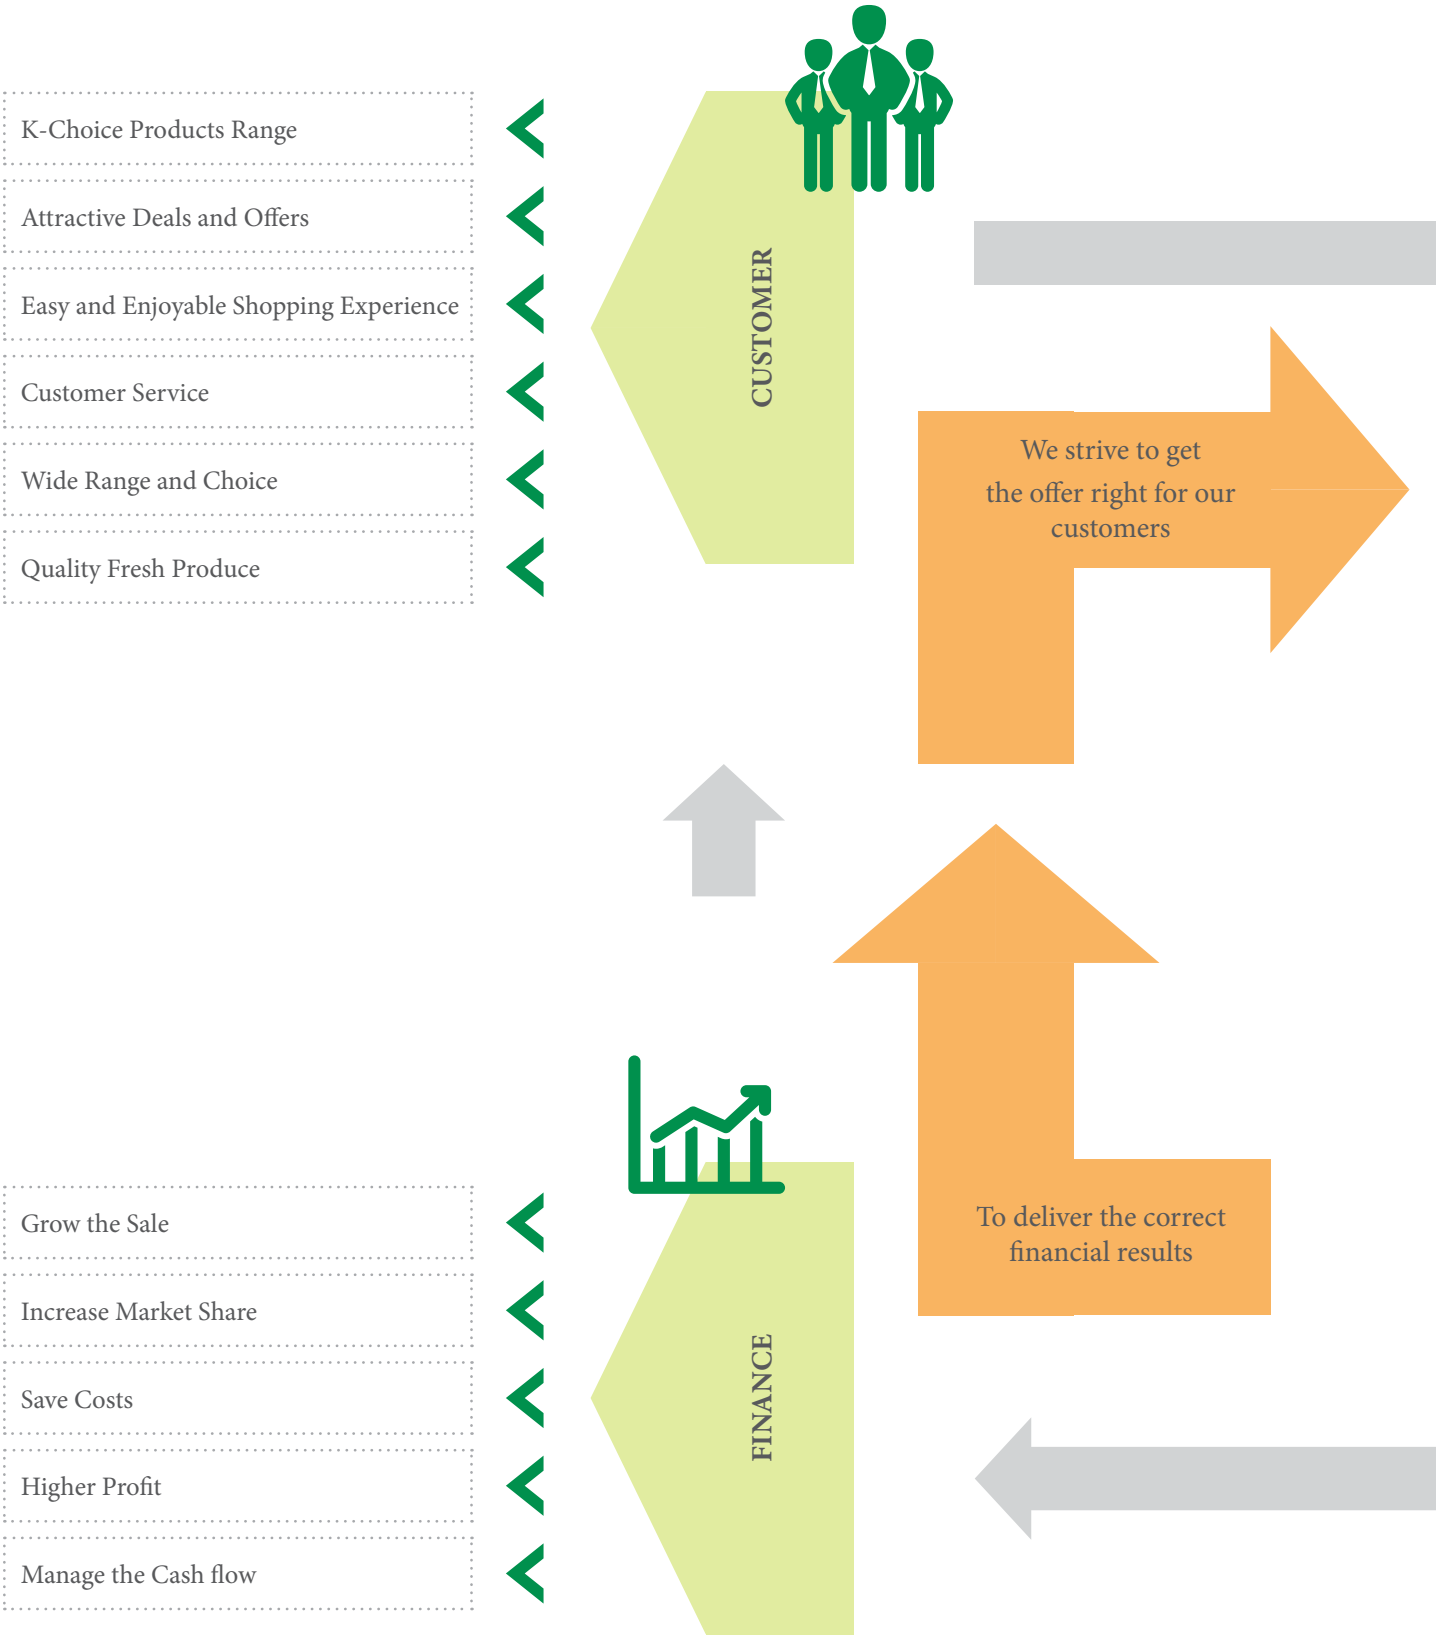 K-Choice Products Range
Attractive Deals and Offers
Easy and Enjoyable Shopping Experience
Customer Service
Wide Range and Choice
Quality Fresh Produce
CUSTOMER
We strive to get
the offer right for our
customers
Grow the Sale
Increase Market Share
Save Costs
Higher Profit
Manage the Cash flow
FINANCE
To deliver the correct
financial results